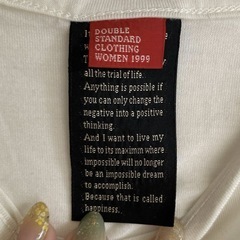 DOUBLE
STANDARD
CLOTHING
WOMEN 1999
all the trial of life.
Anything is possible if
you can only change the
negative into a positive
thinking.
And I want to live my
life to its maximm where
impossible will no longer
be an impossible dream to
to accomplish.
Because that is called
happiness.